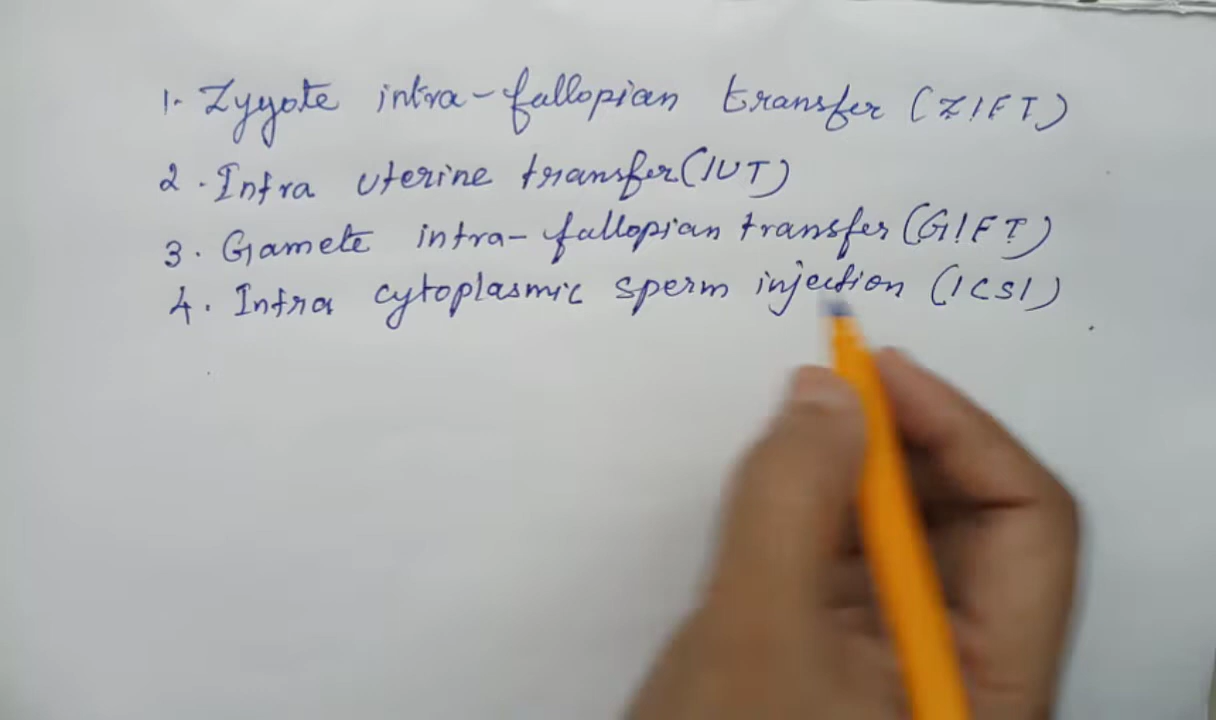 1. Zygote intra-fallopian transfer (ZIFT)
2. Intra uterine transfer (IUT)
3. Gamete intra-fallopian transfer (GIFT)
4. Intra cytoplasmic sperm injection (ICSI)